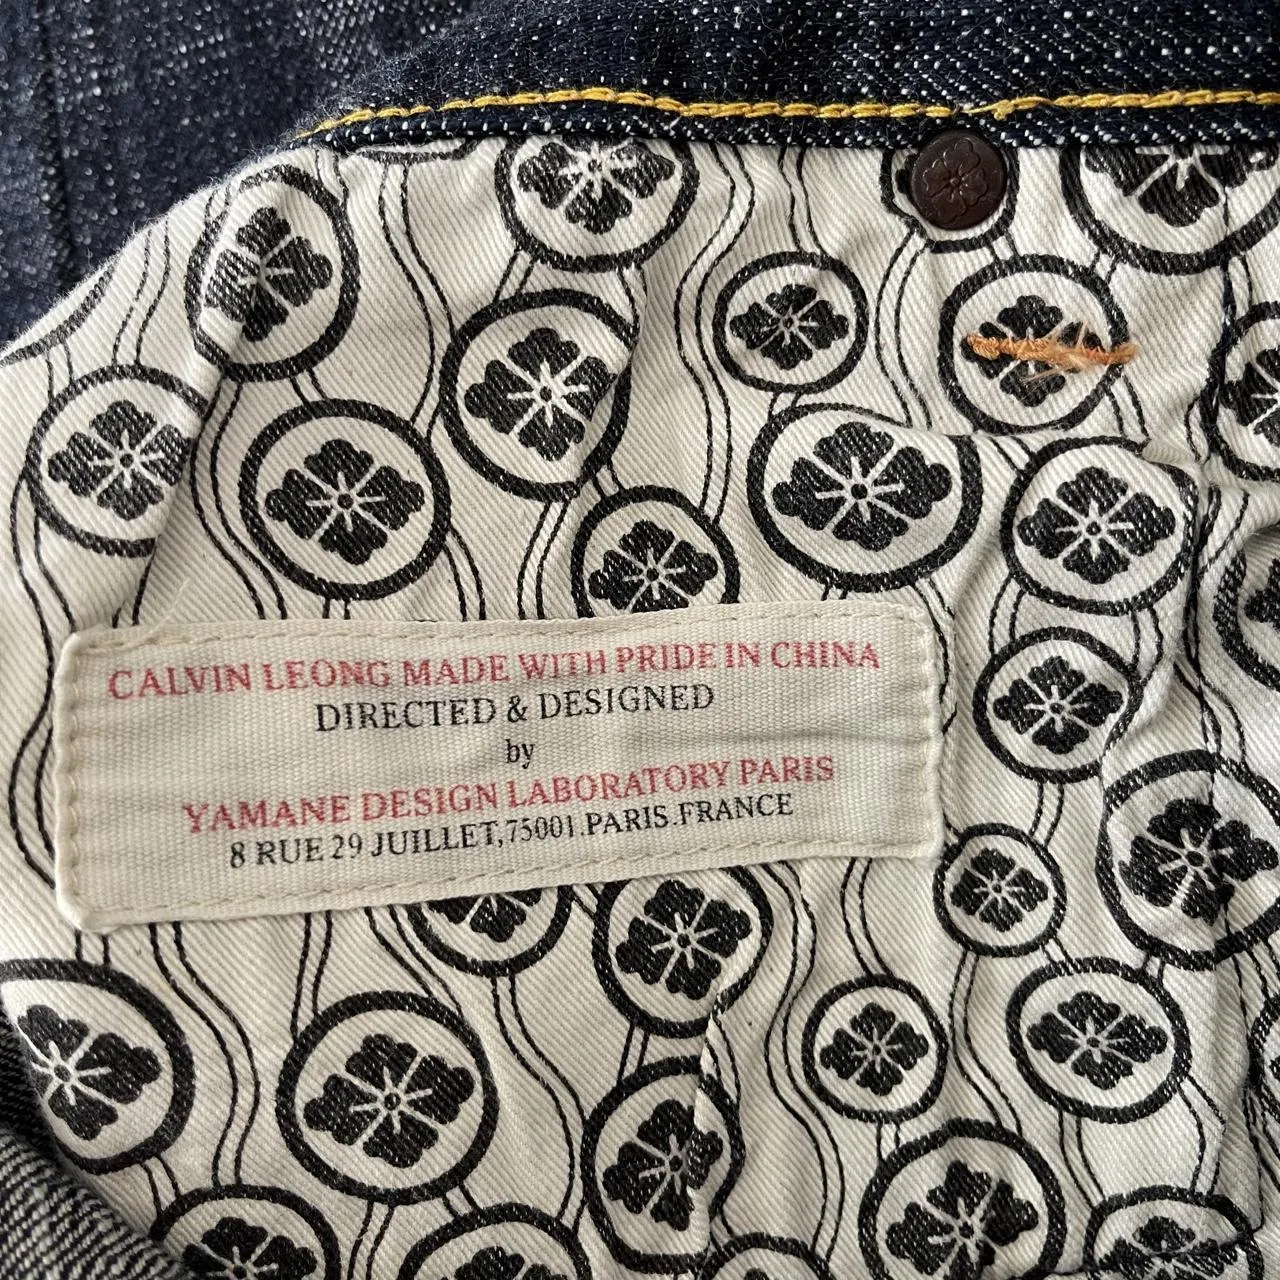 CALVIN LEONG MADE WITH PRIDE IN CHINA
DIRECTED & DESIGNED
by
YAMANE DESIGN LABORATORY PARIS
8 RUE 29 JUILLET,75001.PARIS.FRANCE